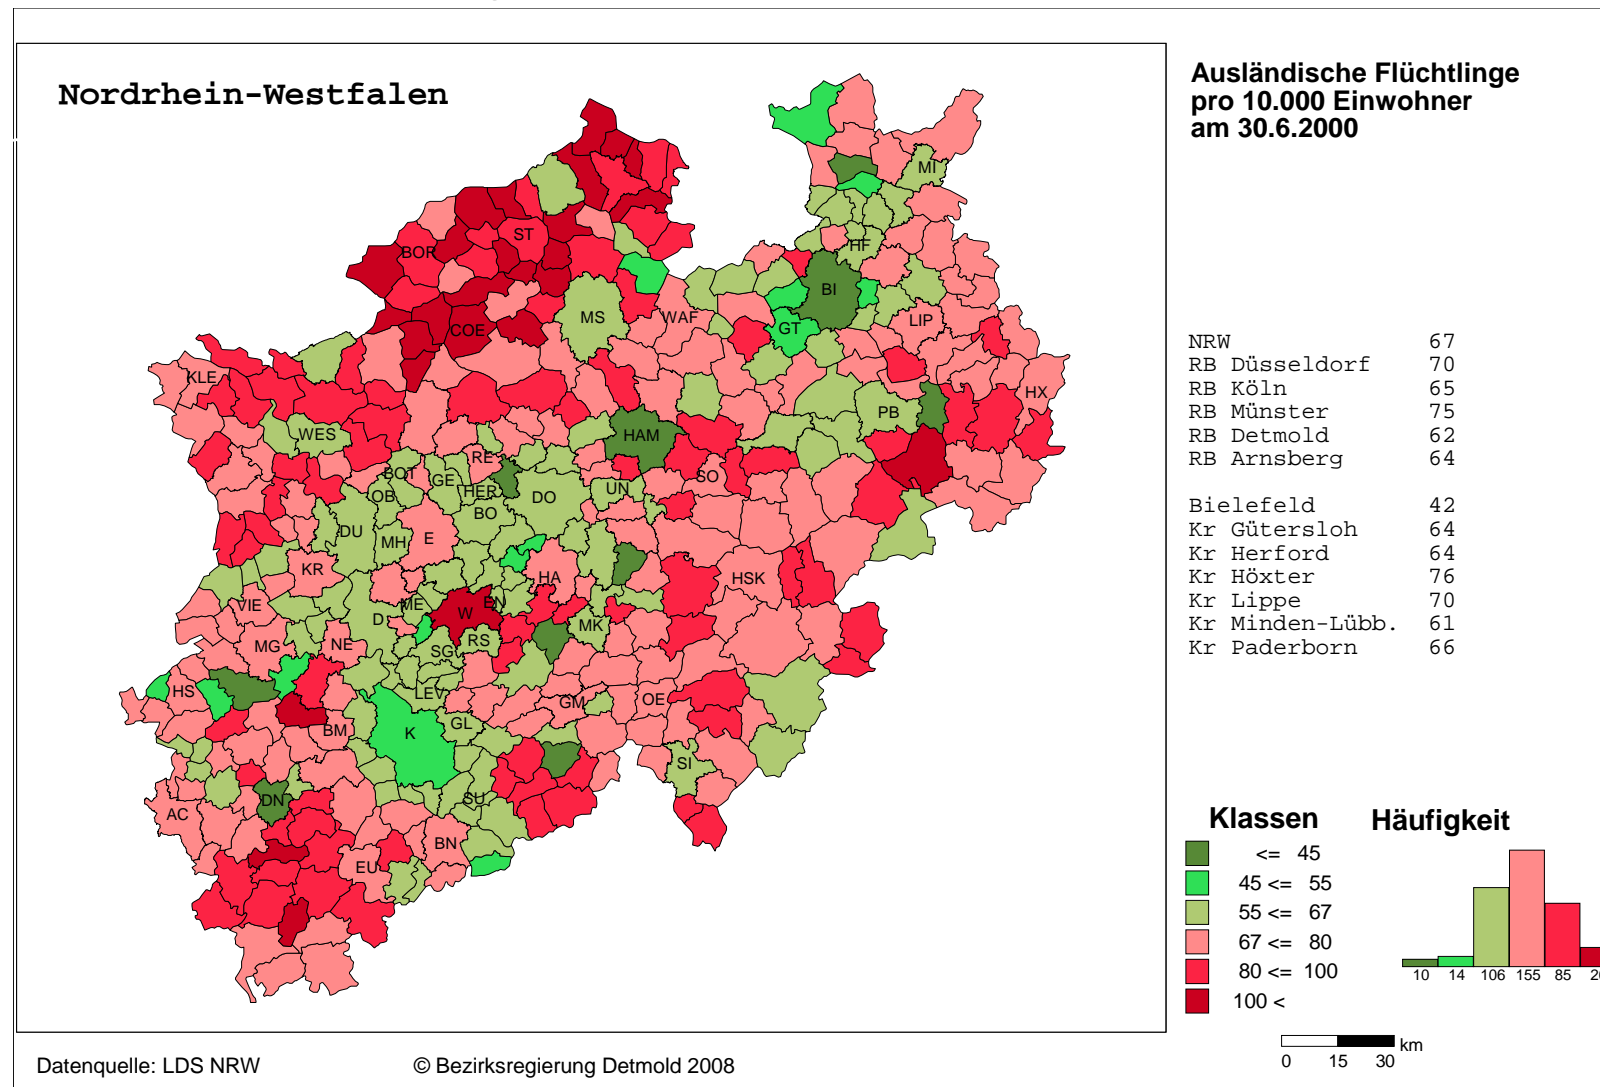 Nordrhein-Westfalen
Ausländische Flüchtlinge
pro 10.000 Einwohner
am 30.6.2000
MI
HF
BI
GT
LIP
HX
PB
ST
BOR
COE
MS
WAF
KLE
WES
HAM
RE
BOT
GE
OB
HER
DO
UN
SO
BO
DU
MH
E
KR
HA
HSK
VIE
ME
EN
W
D
MK
RS
MG
NE
SG
HS
LEV
GM
OE
BM
K
GL
SI
DN
SU
AC
BN
EU
NRW 67
RB Düsseldorf 70
RB Köln 65
RB Münster 75
RB Detmold 62
RB Arnsberg 64
Bielefeld 42
Kr Gütersloh 64
Kr Herford 64
Kr Höxter 76
Kr Lippe 70
Kr Minden-Lübb. 61
Kr Paderborn 66
Klassen
<= 45
45 <= 55
55 <= 67
67 <= 80
80 <= 100
100 <
Häufigkeit
10 14 106 155 85
0 15 30 km
Datenquelle: LDS NRW © Bezirksregierung Detmold 2008